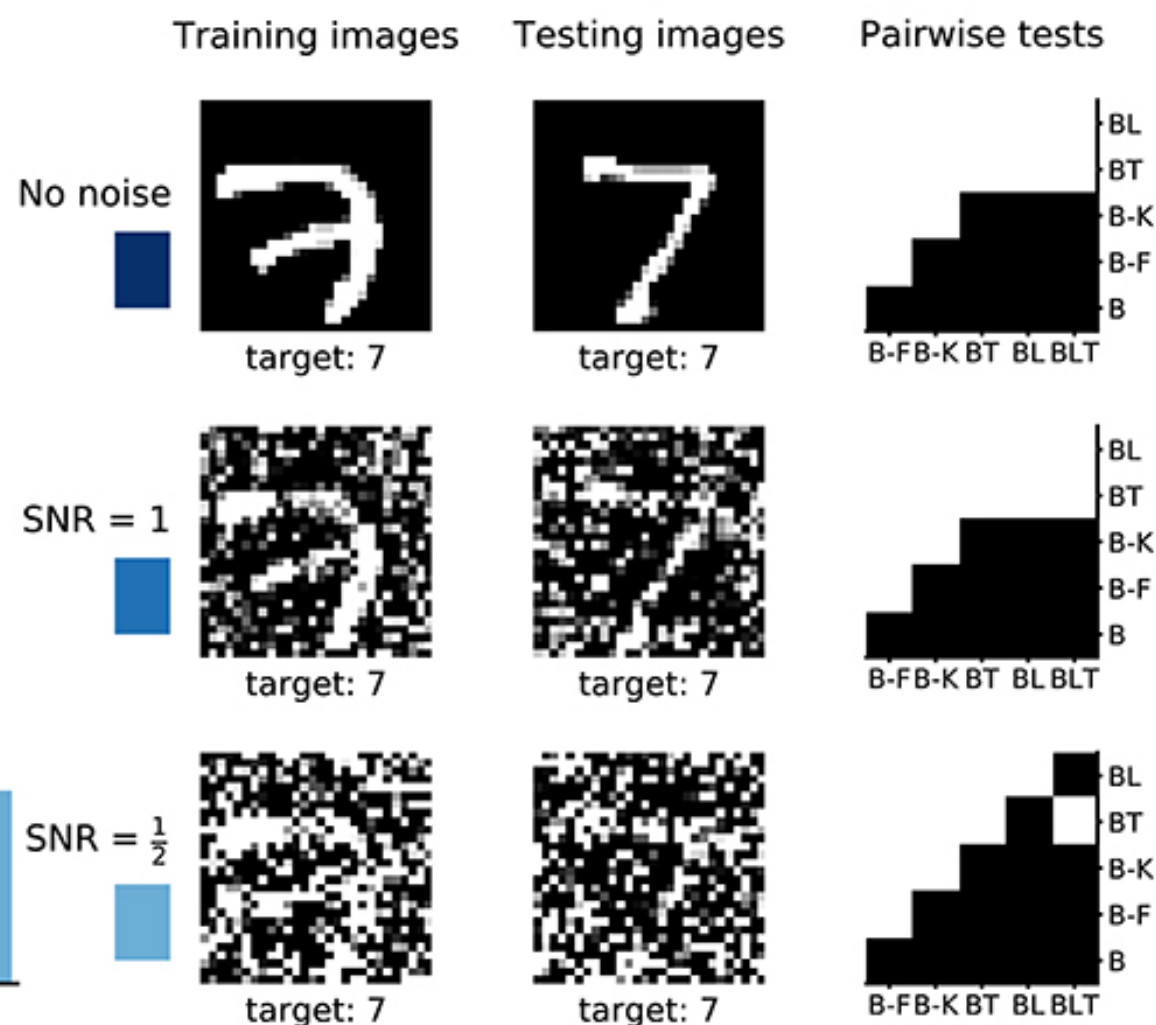 Training images Testing images Pairwise tests
No noise
target: 7
target: 7
BL
BT
B-K
B-F
B
B-F B-K BT BL BLT
SNR = 1
target: 7
target: 7
BL
BT
B-K
B-F
B
B-F B-K BT BL BLT
SNR = 1/2
target: 7
target: 7
BL
BT
B-K
B-F
B
B-F B-K BT BL BLT